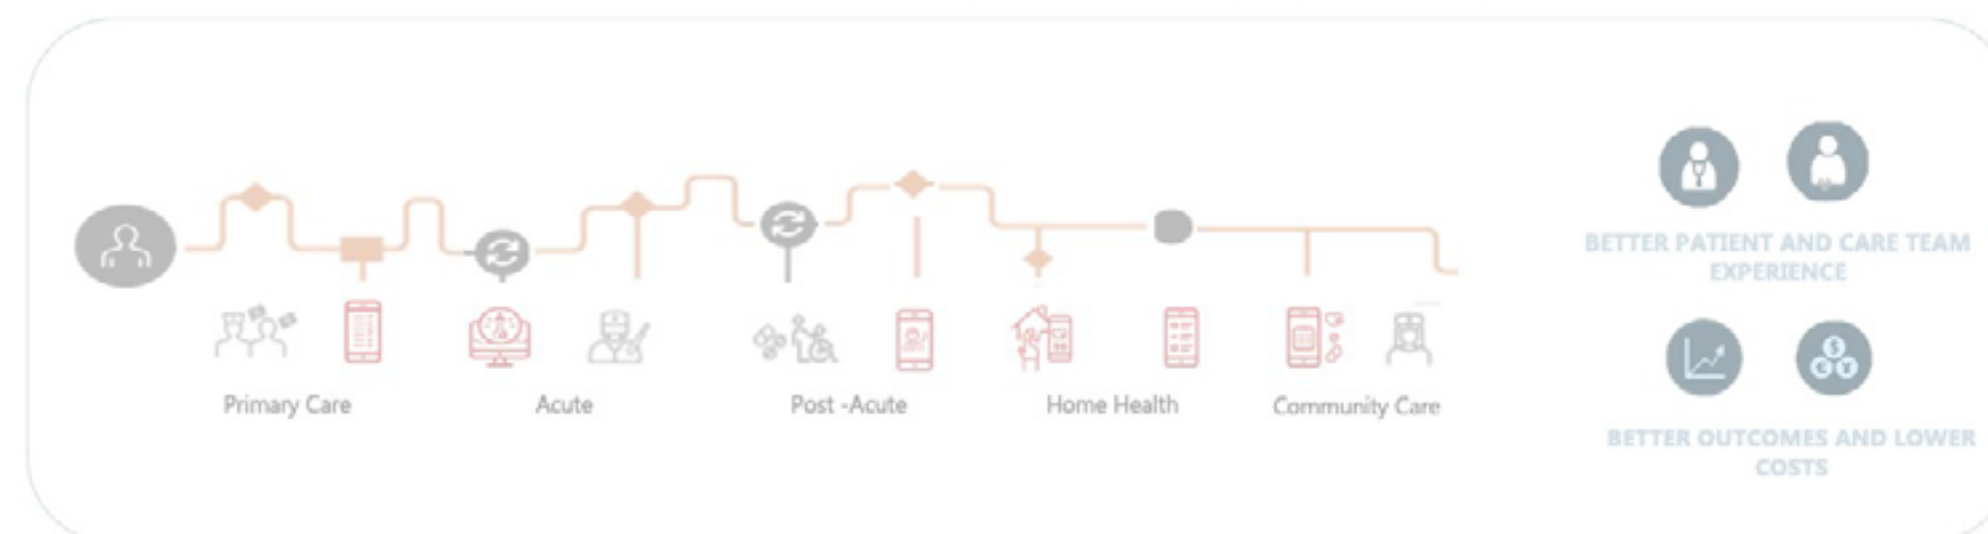 BETTER PATIENT AND CARE TEAM
EXPERIENCE
Primary Care
Acute
Post -Acute
Home Health
Community Care
BETTER OUTCOMES AND LOWER
COSTS